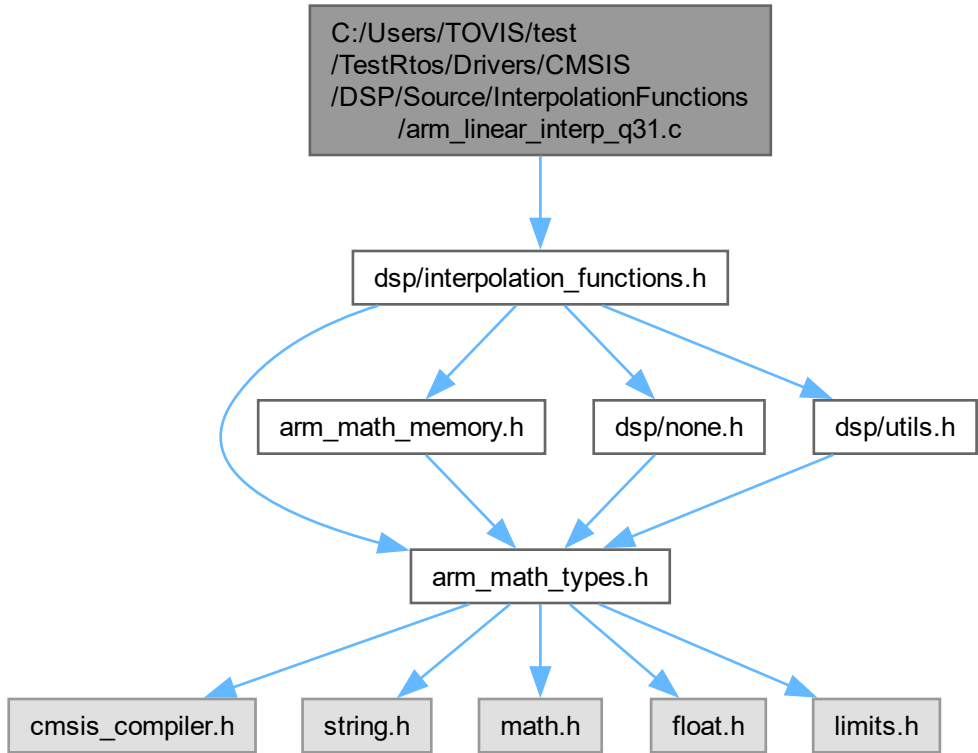 C:/Users/TOVIS/test
/TestRtos/Drivers/CMSIS
/DSP/Source/InterpolationFunctions
/arm_linear_interp_q31.c
dsp/interpolation_functions.h
arm_math_memory.h
dsp/none.h
dsp/utils.h
arm_math_types.h
cmsis_compiler.h
string.h
math.h
float.h
limits.h